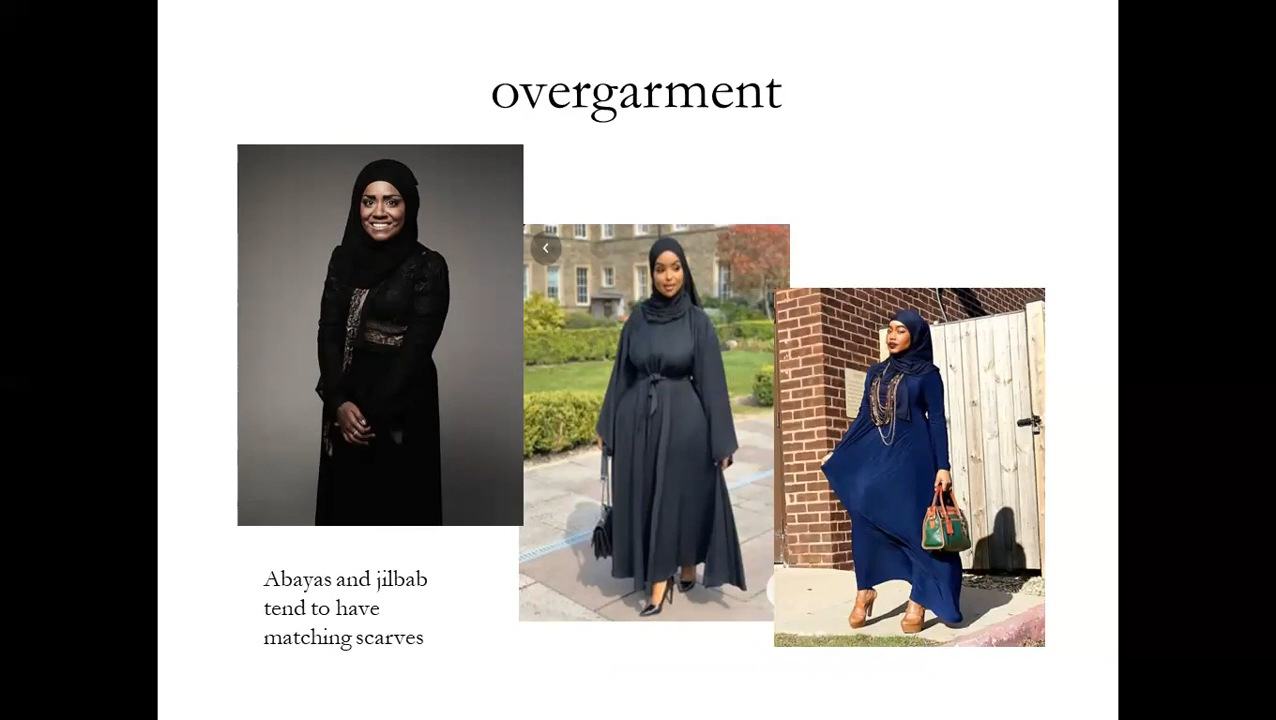 overgarment
Abayas and jilbab
tend to have
matching scarves